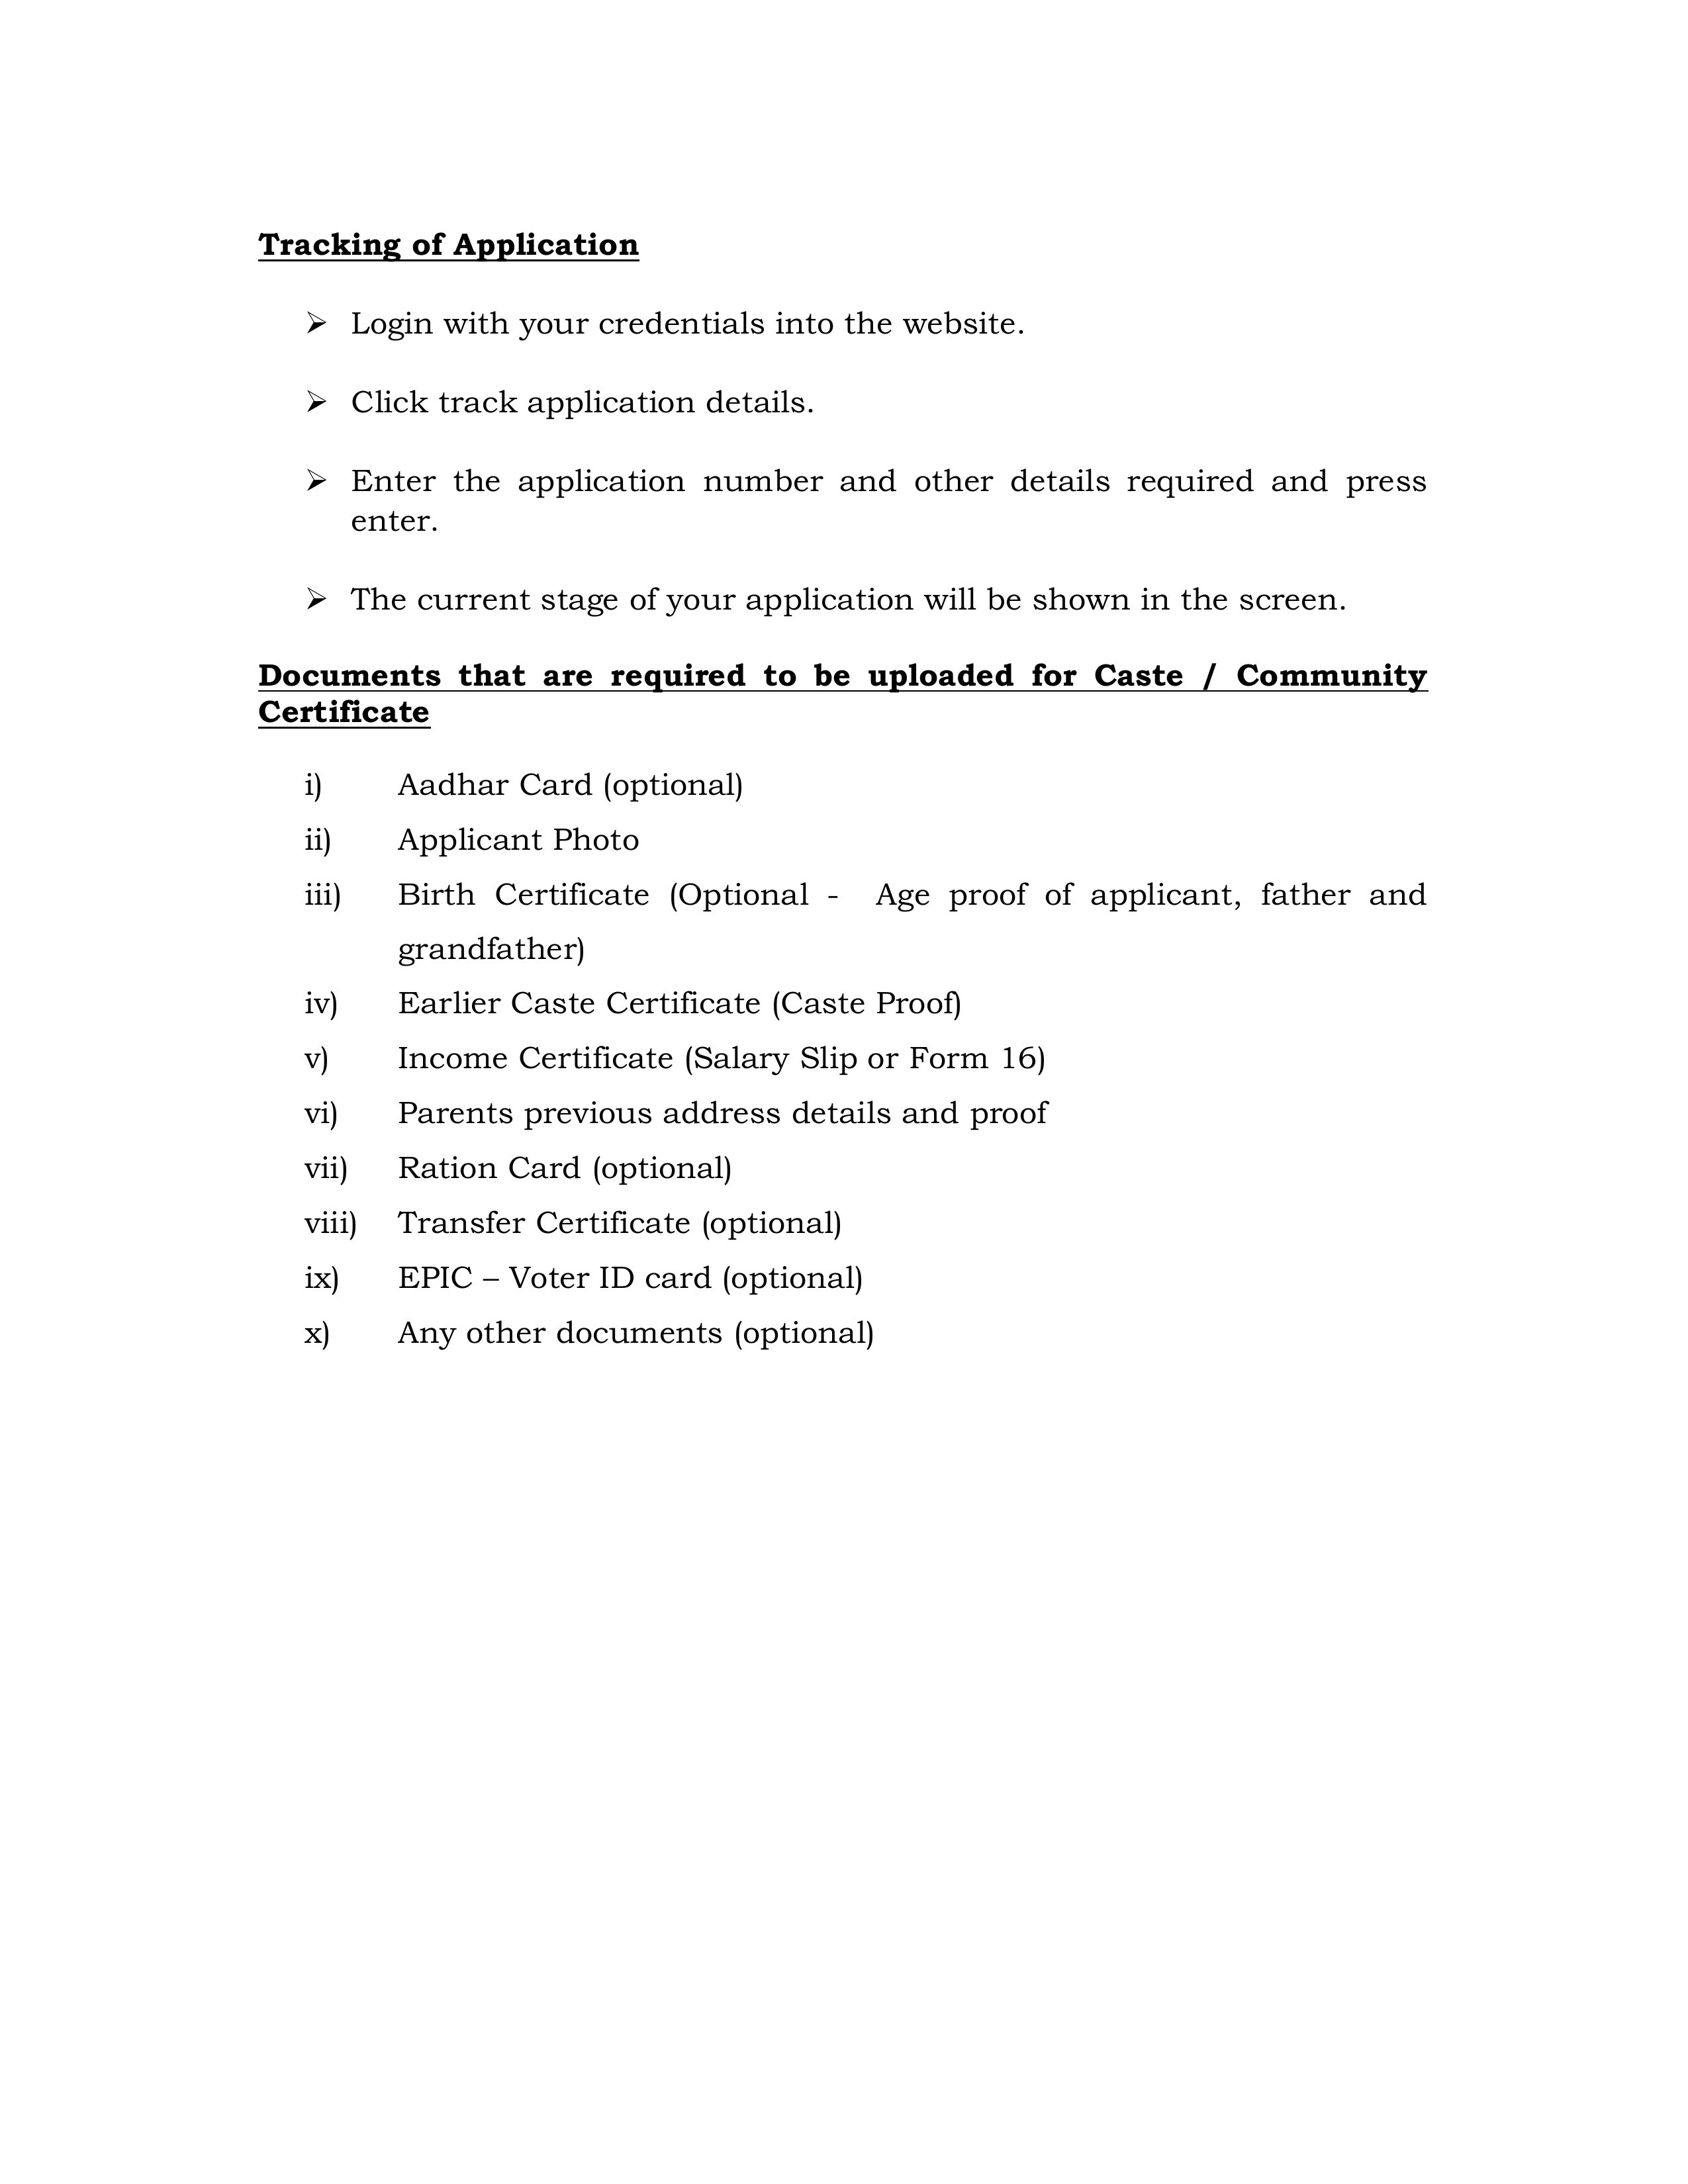 Tracking of Application
➢ Login with your credentials into the website.
➢ Click track application details.
➢ Enter the application number and other details required and press
enter.
➢ The current stage of your application will be shown in the screen.
Documents that are required to be uploaded for Caste / Community
Certificate
i) Aadhar Card (optional)
ii) Applicant Photo
iii) Birth Certificate (Optional - Age proof of applicant, father and
grandfather)
iv) Earlier Caste Certificate (Caste Proof)
v) Income Certificate (Salary Slip or Form 16)
vi) Parents previous address details and proof
vii) Ration Card (optional)
viii) Transfer Certificate (optional)
ix) EPIC – Voter ID card (optional)
x) Any other documents (optional)